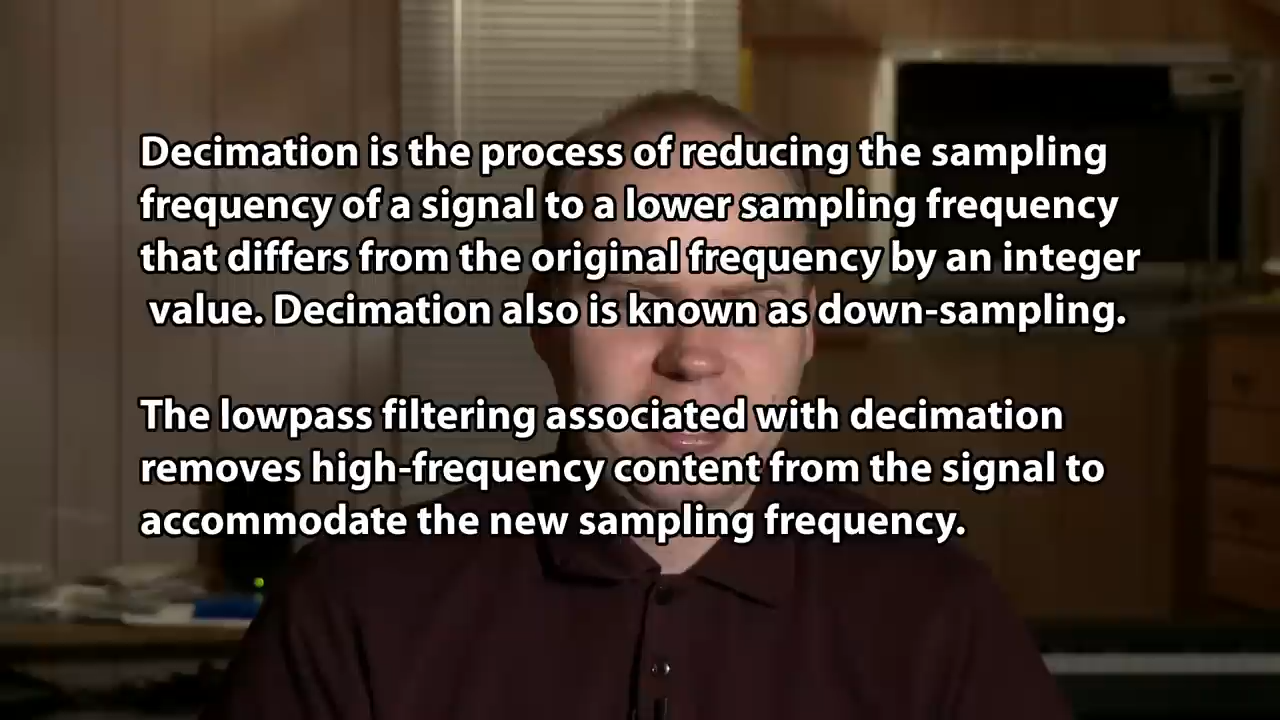 Decimation is the process of reducing the sampling
frequency of a signal to a lower sampling frequency
that differs from the original frequency by an integer
value. Decimation also is known as down-sampling.
The lowpass filtering associated with decimation
removes high-frequency content from the signal to
accommodate the new sampling frequency.